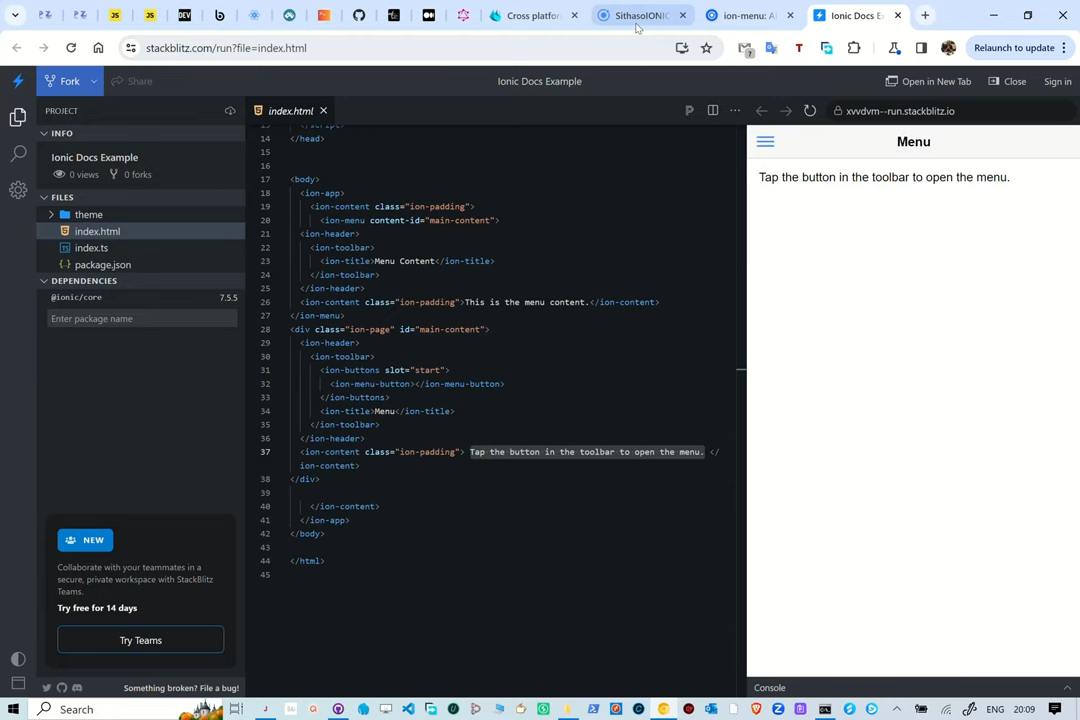 DEV
Cross platfor
SithasoIONIC
ion-menu: A
Ionic Docs Ex
stackblitz.com/run?file=index.html
?
T
Relaunch to update
Fork
Share
Ionic Docs Example
Open in New Tab
Close
Sign in
PROJECT
index.html
xvvdvm--run.stackblitz.io
INFO
Ionic Docs Example
0 views
0 forks
FILES
theme
index.html
index.ts
package.json
DEPENDENCIES
@ionic/core 7.5.5
Enter package name
14 </head>
15
16
17 <body>
18 <ion-app>
19 <ion-content class="ion-padding">
20 <ion-menu content-id="main-content">
21 <ion-header>
22 <ion-toolbar>
23 <ion-title>Menu Content</ion-title>
24 </ion-toolbar>
25 </ion-header>
26 <ion-content class="ion-padding">This is the menu content.</ion-content>
27 </ion-menu>
28 <div class="ion-page" id="main-content">
29 <ion-header>
30 <ion-toolbar>
31 <ion-buttons slot="start">
32 <ion-menu-button></ion-menu-button>
33 </ion-buttons>
34 <ion-title>Menu</ion-title>
35 </ion-toolbar>
36 </ion-header>
37 <ion-content class="ion-padding"> Tap the button in the toolbar to open the menu. </
ion-content>
38 </div>
39
40 </ion-content>
41 </ion-app>
42 </body>
43
44 </html>
45
Menu
Tap the button in the toolbar to open the menu.
NEW
Collaborate with your teammates in a
secure, private workspace with StackBlitz
Teams.
Try free for 14 days
Try Teams
Something broken? File a bug!
Console
Search
ENG
20:09